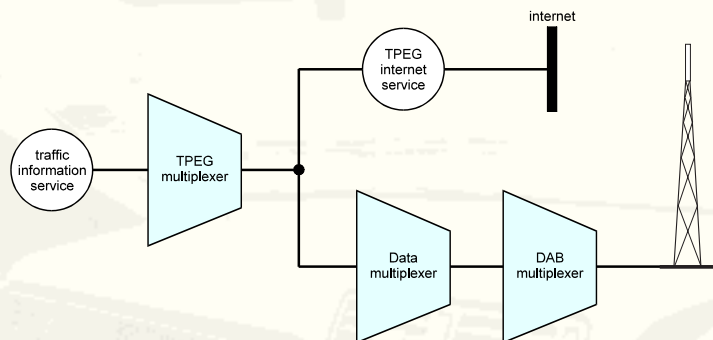 internet
TPEG
internet
service
traffic
information
service
TPEG
multiplexer
Data
multiplexer
DAB
multiplexer